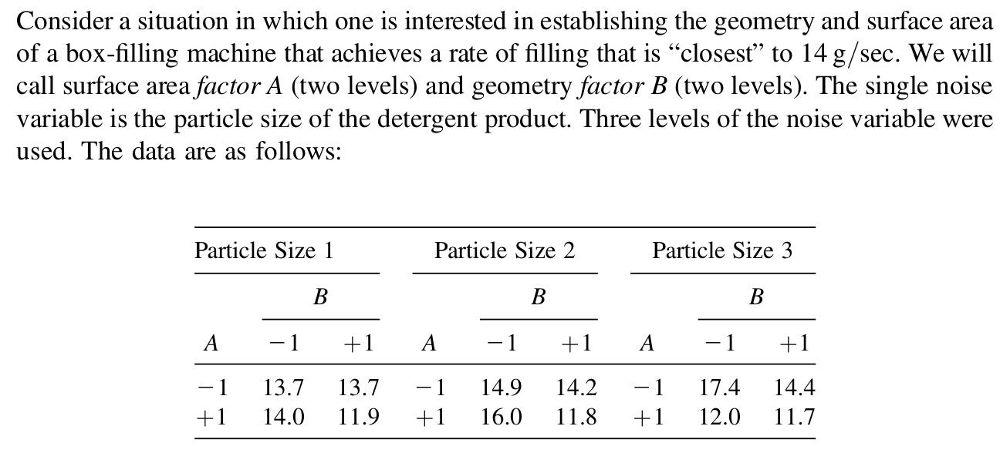 Consider a situation in which one is interested in establishing the geometry and surface area
of a box-filling machine that achieves a rate of filling that is “closest” to 14 g/sec. We will
call surface area factor A (two levels) and geometry factor B (two levels). The single noise
variable is the particle size of the detergent product. Three levels of the noise variable were
used. The data are as follows:
Particle Size 1 Particle Size 2 Particle Size 3
B B B
A −1 +1 A −1 +1 A −1 +1
−1 13.7 13.7 −1 14.9 14.2 −1 17.4 14.4
+1 14.0 11.9 +1 16.0 11.8 +1 12.0 11.7